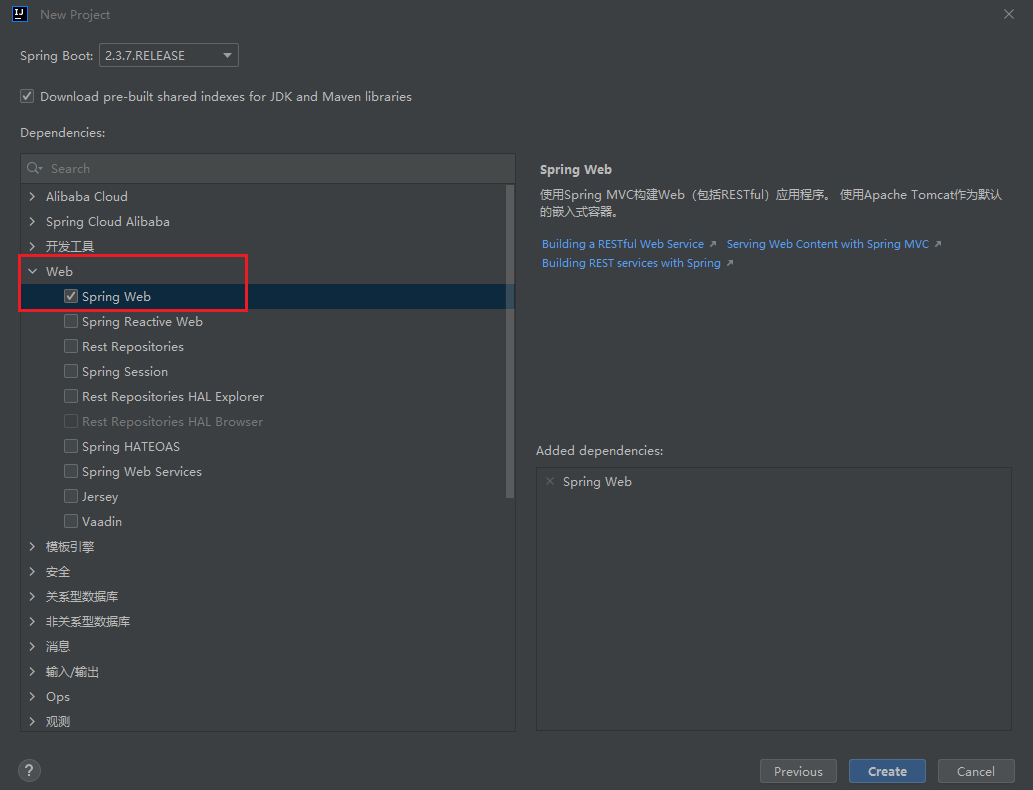 New Project
Spring Boot: 2.3.7.RELEASE
Download pre-built shared indexes for JDK and Maven libraries
Dependencies:
Search
Alibaba Cloud
Spring Cloud Alibaba
开发工具
Web
Spring Web
Spring Reactive Web
Rest Repositories
Spring Session
Rest Repositories HAL Explorer
Rest Repositories HAL Browser
Spring HATEOAS
Spring Web Services
Jersey
Vaadin
模板引擎
安全
关系型数据库
非关系型数据库
消息
输入/输出
Ops
观测
Spring Web
使用Spring MVC构建Web（包括RESTful）应用程序。 使用Apache Tomcat作为默认
的嵌入式容器。
Building a RESTful Web Service Serving Web Content with Spring MVC
Building REST services with Spring
Added dependencies:
Spring Web
?
Previous
Create
Cancel